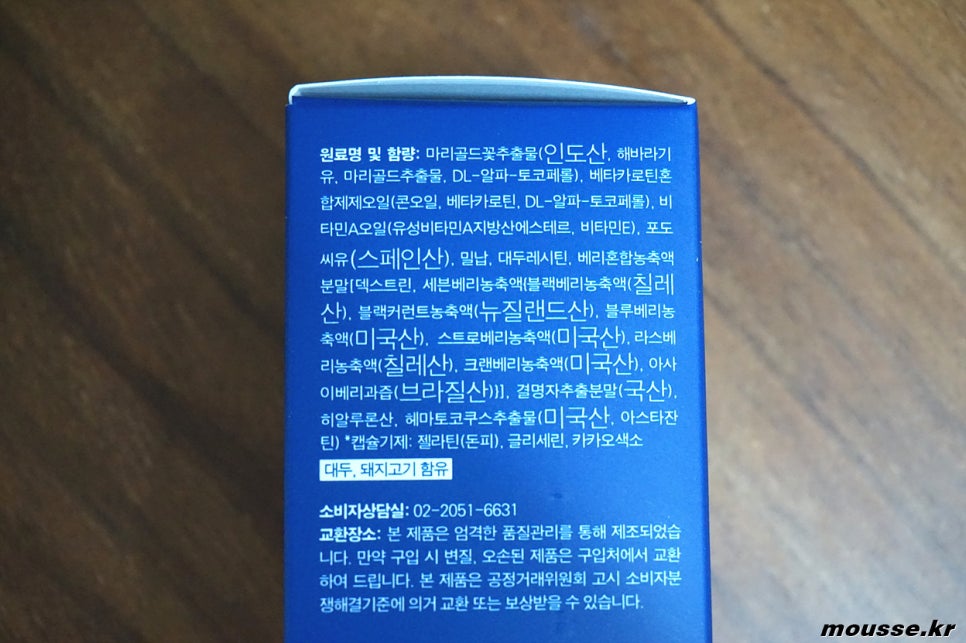 원료명 및 함량: 마리골드꽃추출물(인도산, 해바라기
유, 마리골드추출물, DL-알파-토코페롤), 베타카로틴혼
합제제오일(콘오일, 베타카로틴, DL-알파-토코페롤), 비
타민A오일(유성비타민A지방산에스테르, 비타민E), 포도
씨유(스페인산), 밀납, 대두레시틴, 베리혼합농축액
분말[덱스트린, 세븐베리농축액{블랙베리농축액(칠레
산), 블랙커런트농축액(뉴질랜드산), 블루베리농
축액(미국산), 스트로베리농축액(미국산), 라스베
리농축액(칠레산), 크랜베리농축액(미국산), 아사
이베리과즙(브라질산)}], 결명자추출분말(국산),
히알루론산, 헤마토코쿠스추출물(미국산, 아스타잔
틴) *캡슐기제: 젤라틴(돈피), 글리세린, 카카오색소
대두, 돼지고기 함유
소비자상담실: 02-2051-6631
교환장소: 본 제품은 엄격한 품질관리를 통해 제조되었습
니다. 만약 구입 시 변질, 오손된 제품은 구입처에서 교환
하여 드립니다. 본 제품은 공정거래위원회 고시 소비자분
쟁해결기준에 의거 교환 또는 보상받을 수 있습니다.
mousse.kr